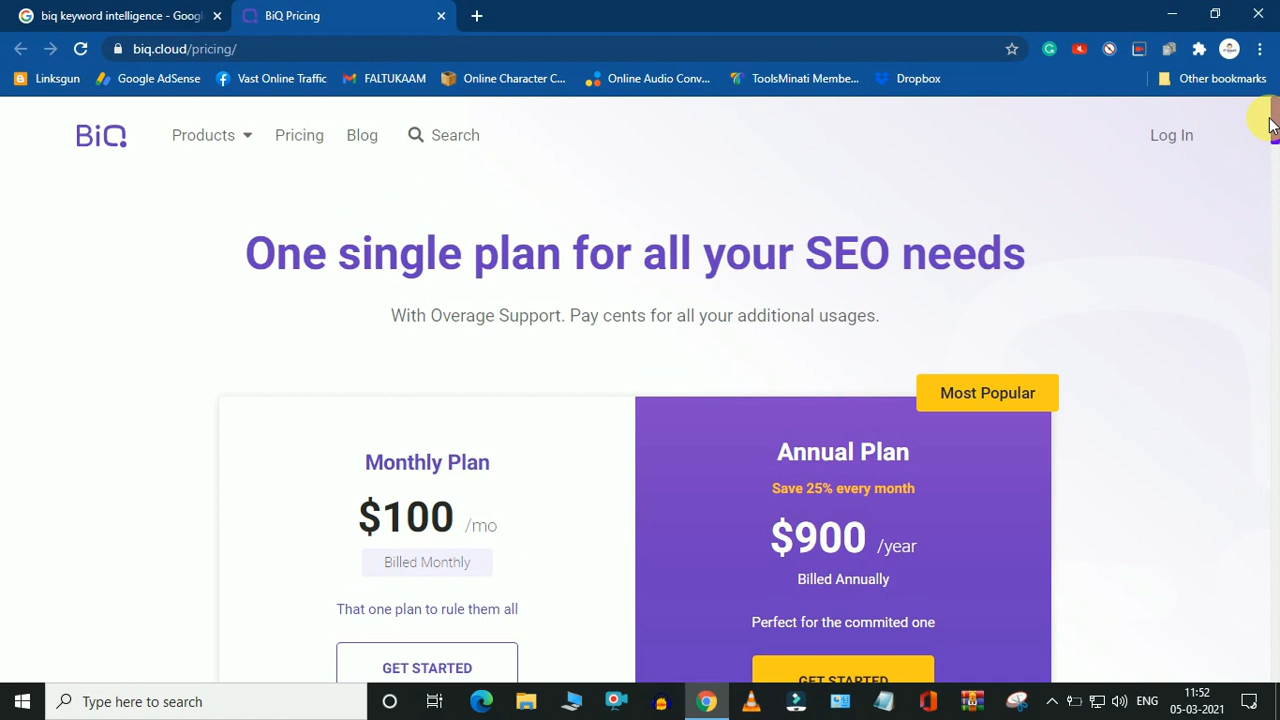 biq keyword intelligence - Goog
BiQ Pricing
biq.cloud/pricing/
Linksgun
Google AdSense
Vast Online Traffic
FALTUKAAM
Online Character C...
Online Audio Conv...
ToolsMinati Membe...
Dropbox
Other bookmarks
BiQ
Products
Pricing
Blog
Search
Log In
One single plan for all your SEO needs
With Overage Support. Pay cents for all your additional usages.
Most Popular
Monthly Plan
$100 /mo
Billed Monthly
That one plan to rule them all
GET STARTED
Annual Plan
Save 25% every month
$900 /year
Billed Annually
Perfect for the commited one
GET STARTED
Type here to search
ENG
11:52
05-03-2021